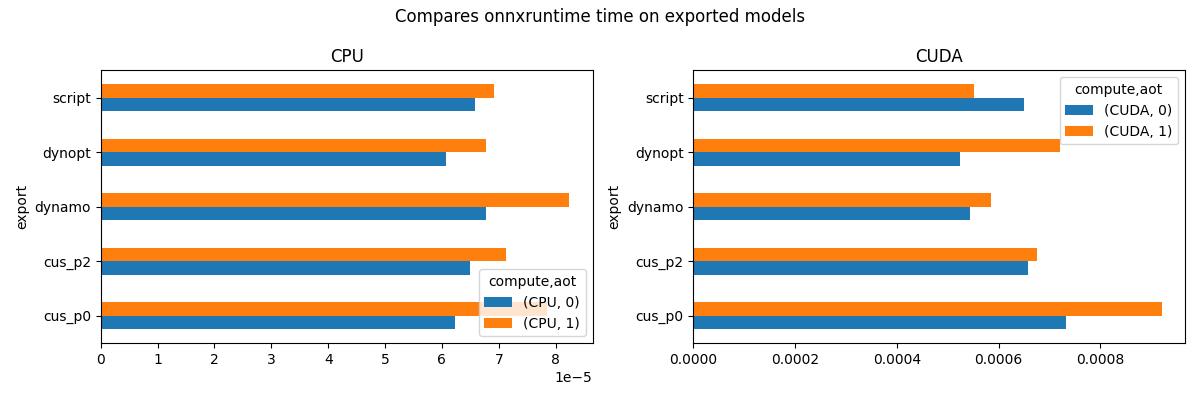 Compares onnxruntime time on exported models
CPU
export
script
dynopt
dynamo
cus_p2
cus_p0
compute,aot
(CPU, 0)
(CPU, 1)
0 1 2 3 4 5 6 7 8
1e−5
CUDA
export
script
dynopt
dynamo
cus_p2
cus_p0
compute,aot
(CUDA, 0)
(CUDA, 1)
0.0000 0.0002 0.0004 0.0006 0.0008